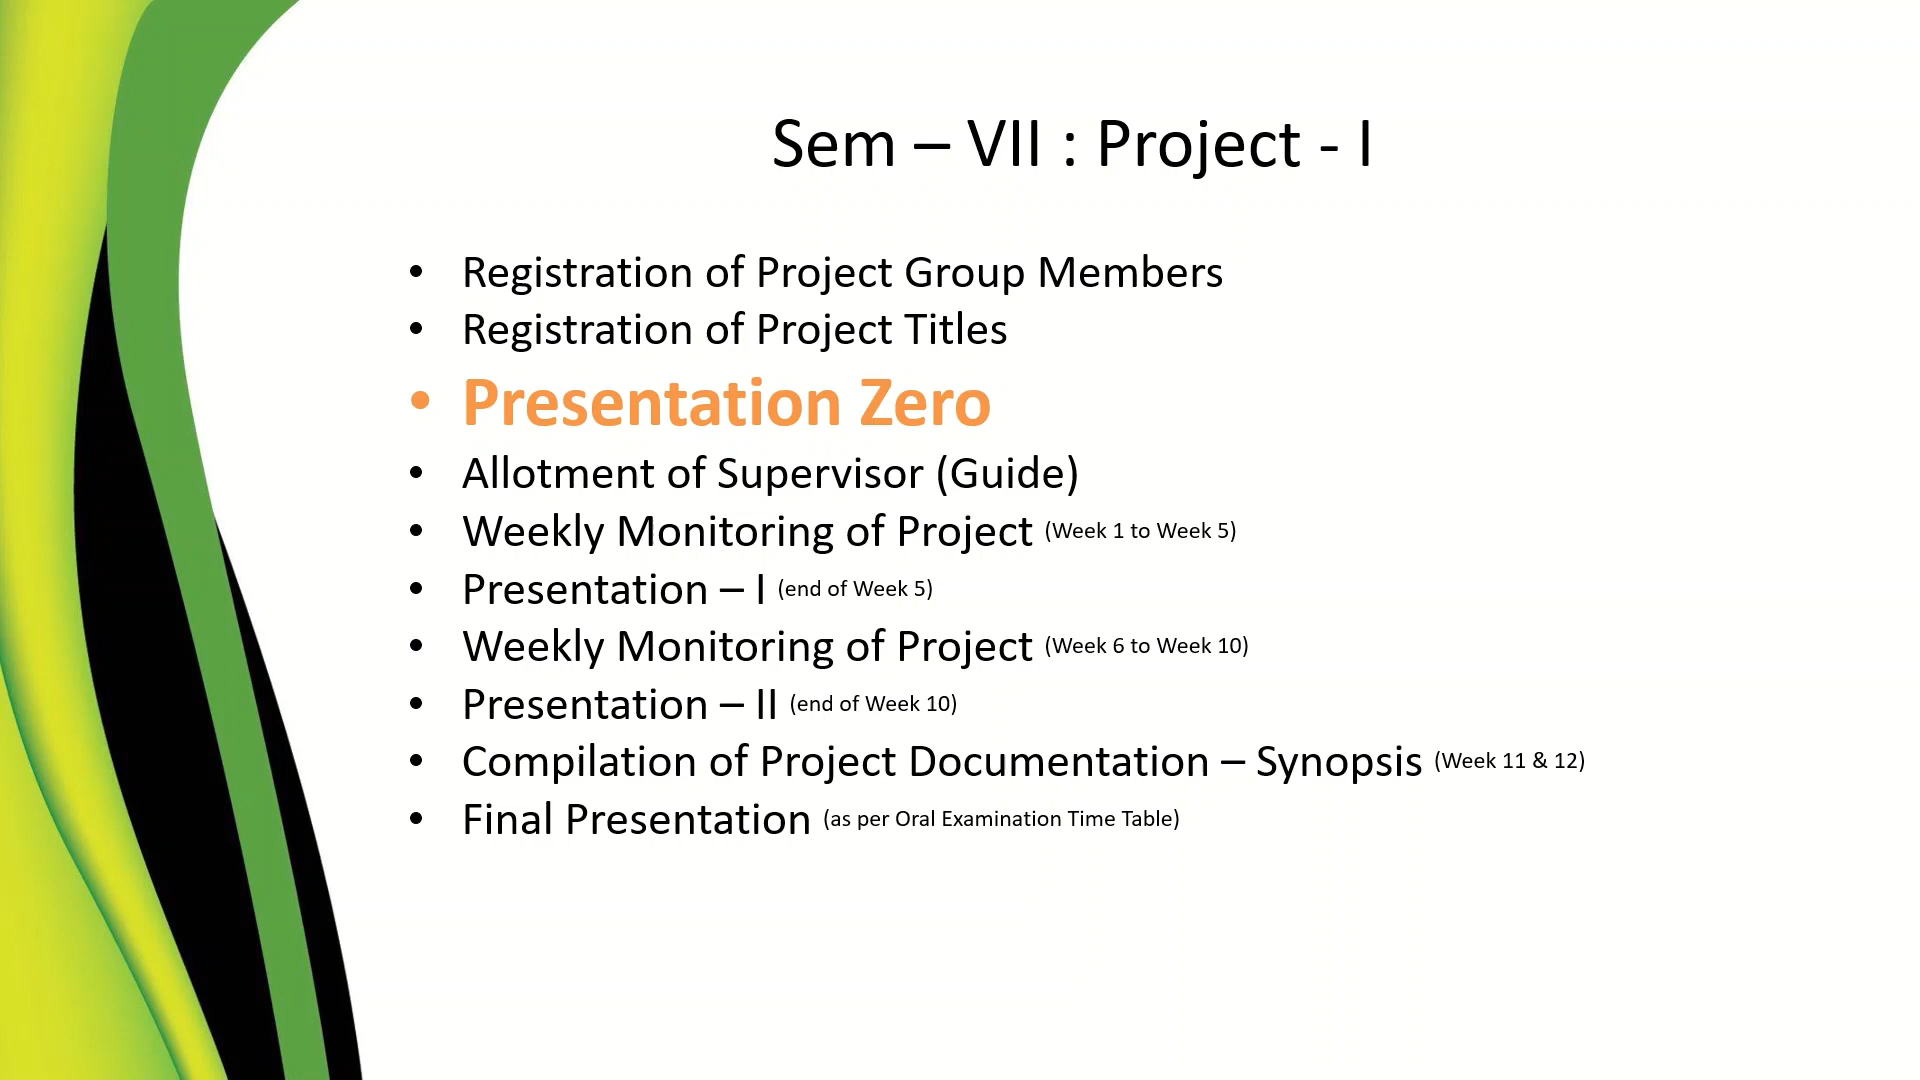 Sem – VII : Project - I
• Registration of Project Group Members
• Registration of Project Titles
• Presentation Zero
• Allotment of Supervisor (Guide)
• Weekly Monitoring of Project (Week 1 to Week 5)
• Presentation – I (end of Week 5)
• Weekly Monitoring of Project (Week 6 to Week 10)
• Presentation – II (end of Week 10)
• Compilation of Project Documentation – Synopsis (Week 11 & 12)
• Final Presentation (as per Oral Examination Time Table)